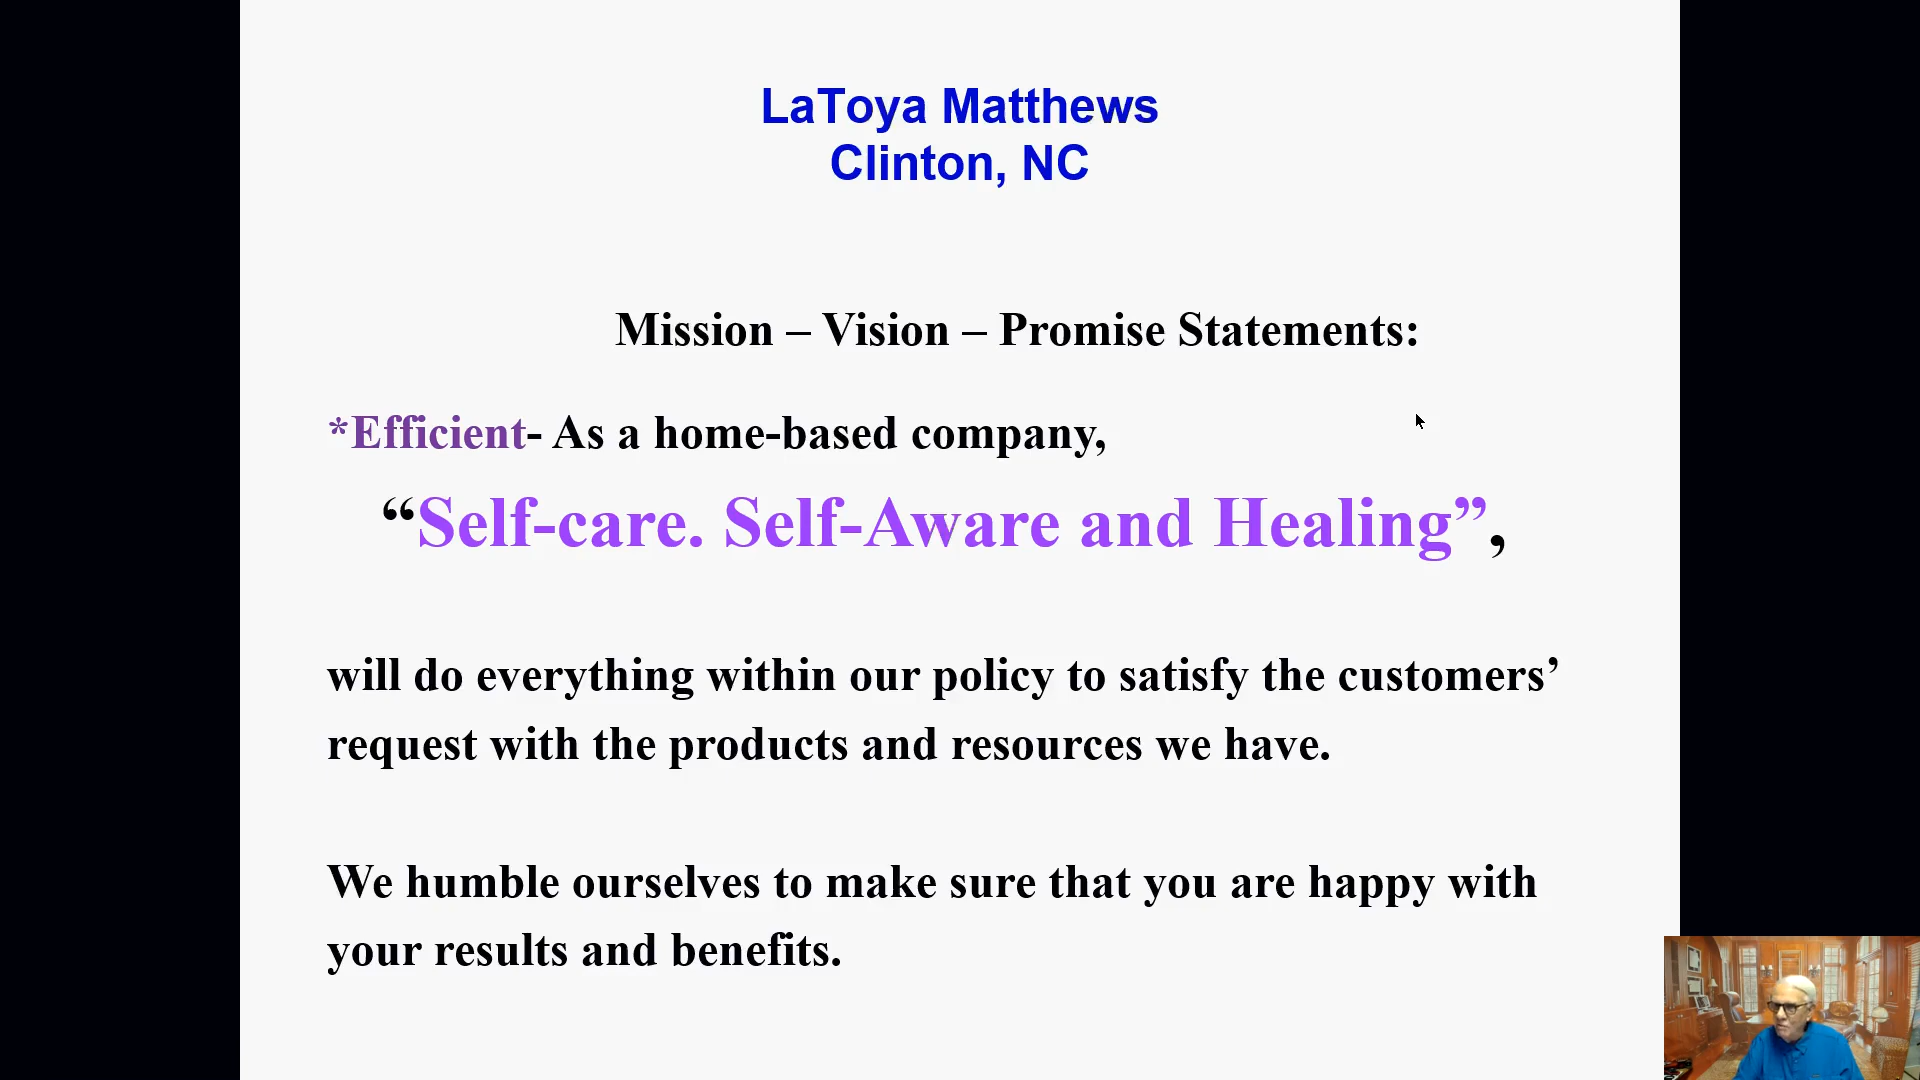 LaToya Matthews
Clinton, NC
Mission – Vision – Promise Statements:
*Efficient- As a home-based company,
“Self-care. Self-Aware and Healing”,
will do everything within our policy to satisfy the customers’
request with the products and resources we have.
We humble ourselves to make sure that you are happy with
your results and benefits.